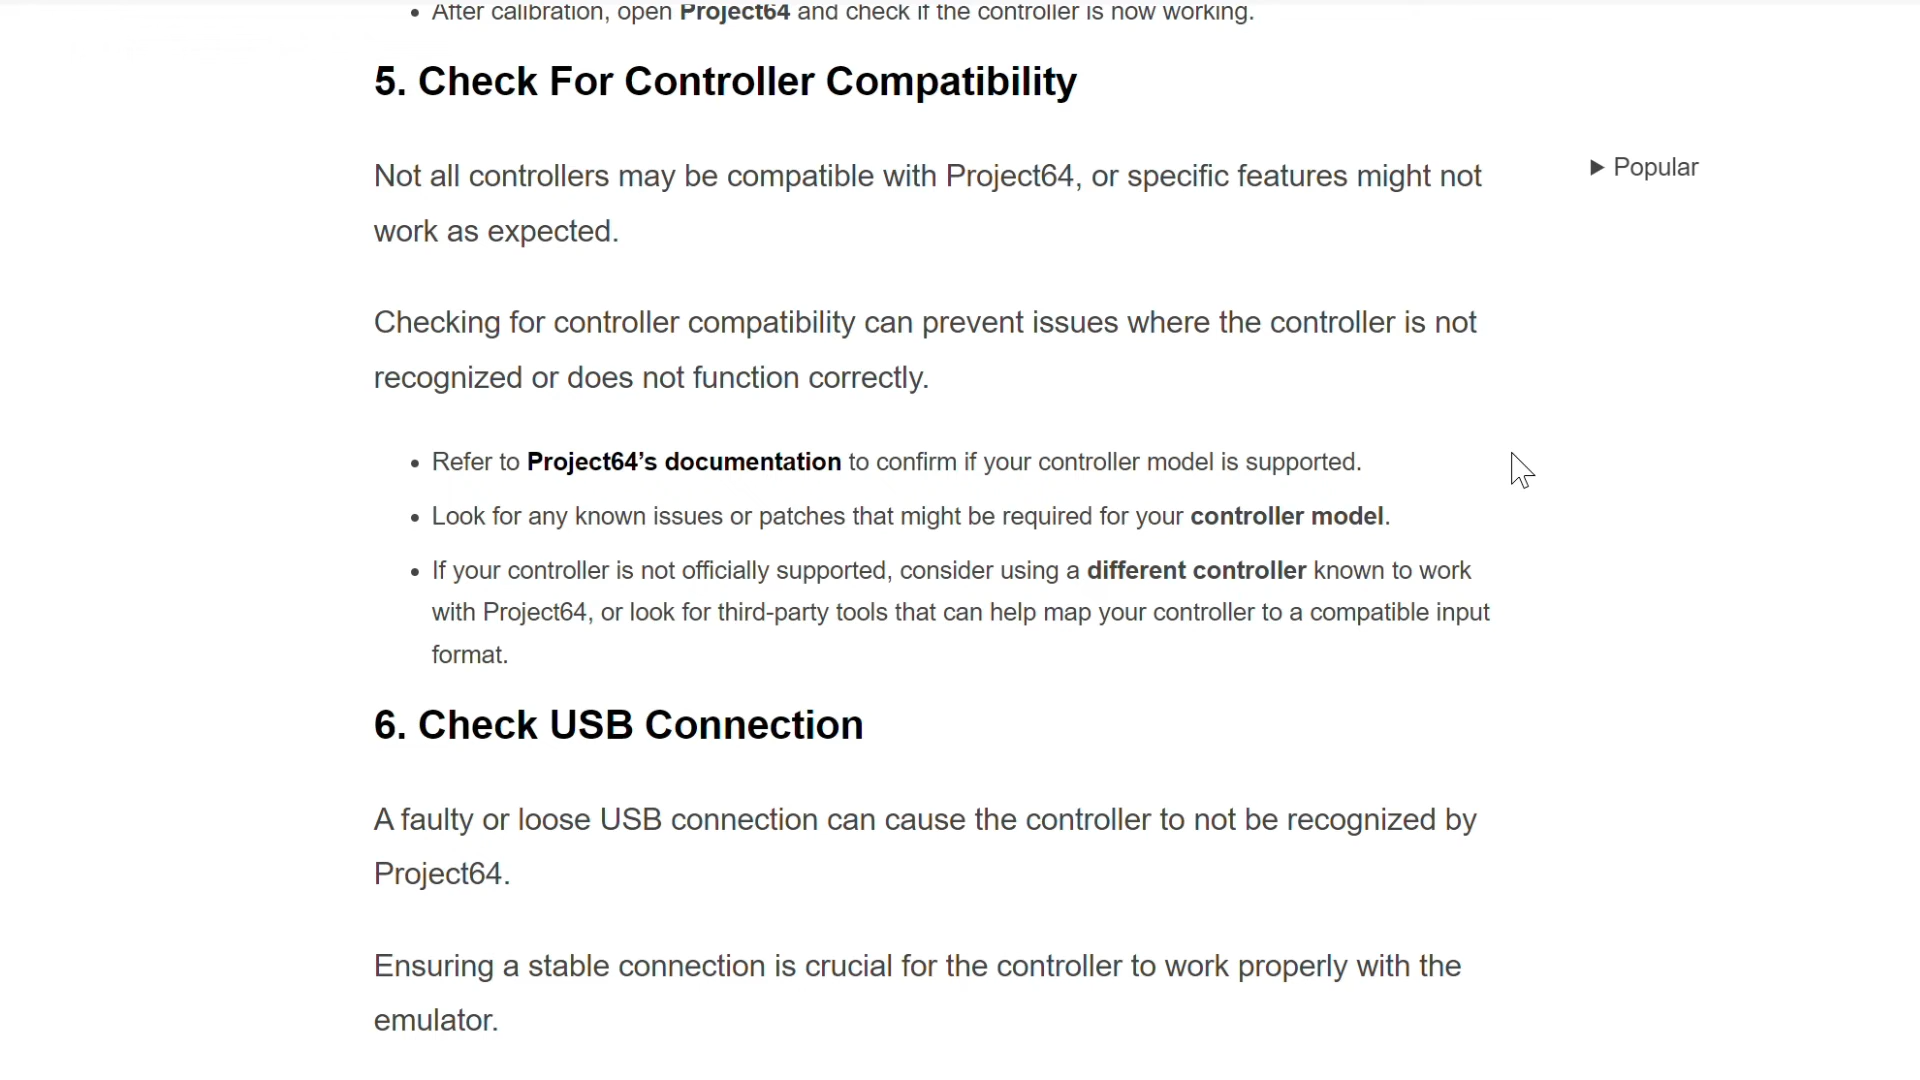 • After calibration, open Project64 and check if the controller is now working.
5. Check For Controller Compatibility
Not all controllers may be compatible with Project64, or specific features might not
work as expected.
▶ Popular
Checking for controller compatibility can prevent issues where the controller is not
recognized or does not function correctly.
• Refer to Project64’s documentation to confirm if your controller model is supported.
• Look for any known issues or patches that might be required for your controller model.
• If your controller is not officially supported, consider using a different controller known to work
with Project64, or look for third-party tools that can help map your controller to a compatible input
format.
6. Check USB Connection
A faulty or loose USB connection can cause the controller to not be recognized by
Project64.
Ensuring a stable connection is crucial for the controller to work properly with the
emulator.